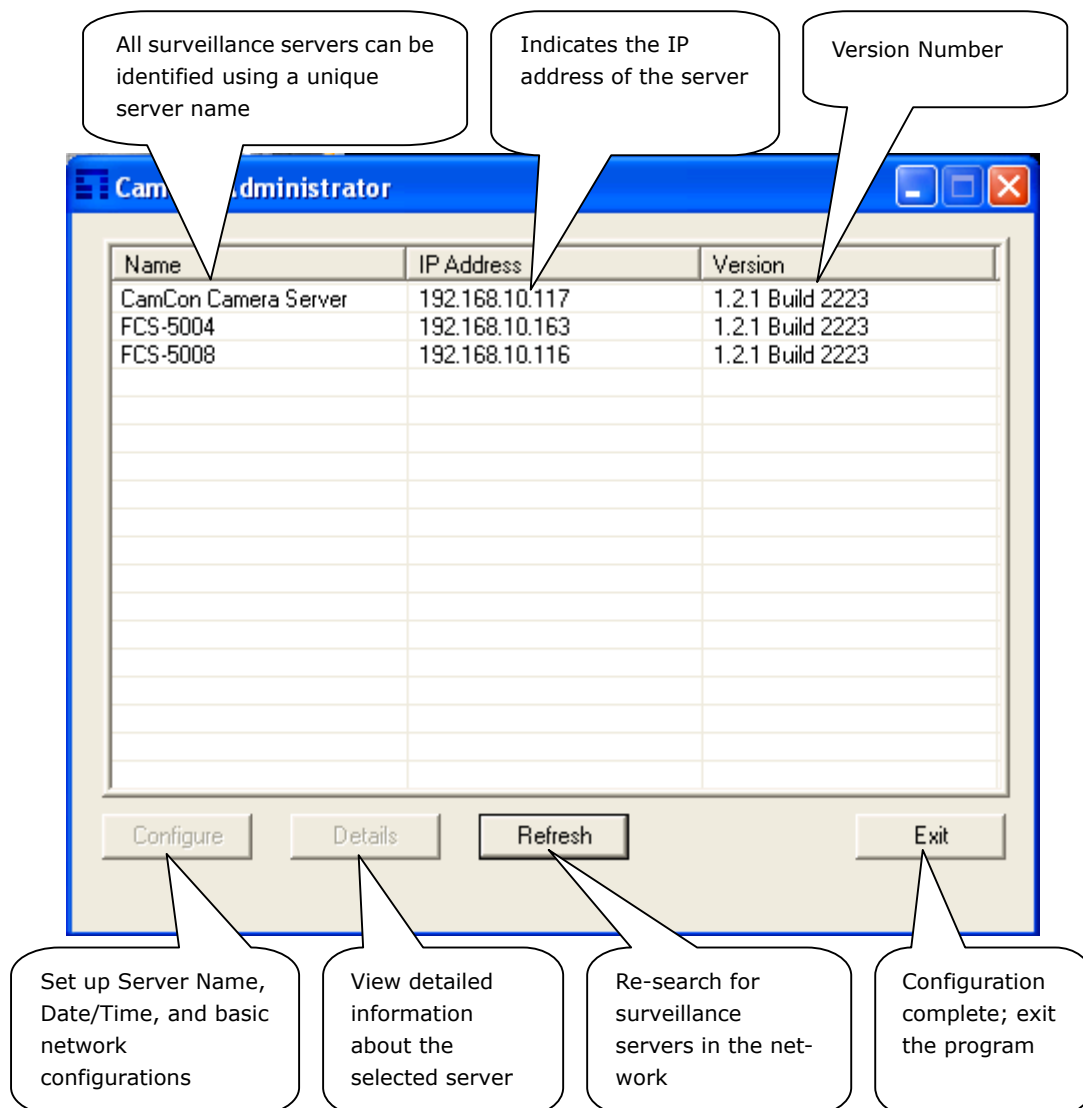 All surveillance servers can be
identified using a unique
server name
Indicates the IP
address of the server
Version Number
Cam dministrator
Name IP Address Version
CamCon Camera Server 192.168.10.117 1.2.1 Build 2223
FCS-5004 192.168.10.163 1.2.1 Build 2223
FCS-5008 192.168.10.116 1.2.1 Build 2223
Configure Details Refresh Exit
Set up Server Name,
Date/Time, and basic
network
configurations
View detailed
information
about the
selected server
Re-search for
surveillance
servers in the net-
work
Configuration
complete; exit
the program